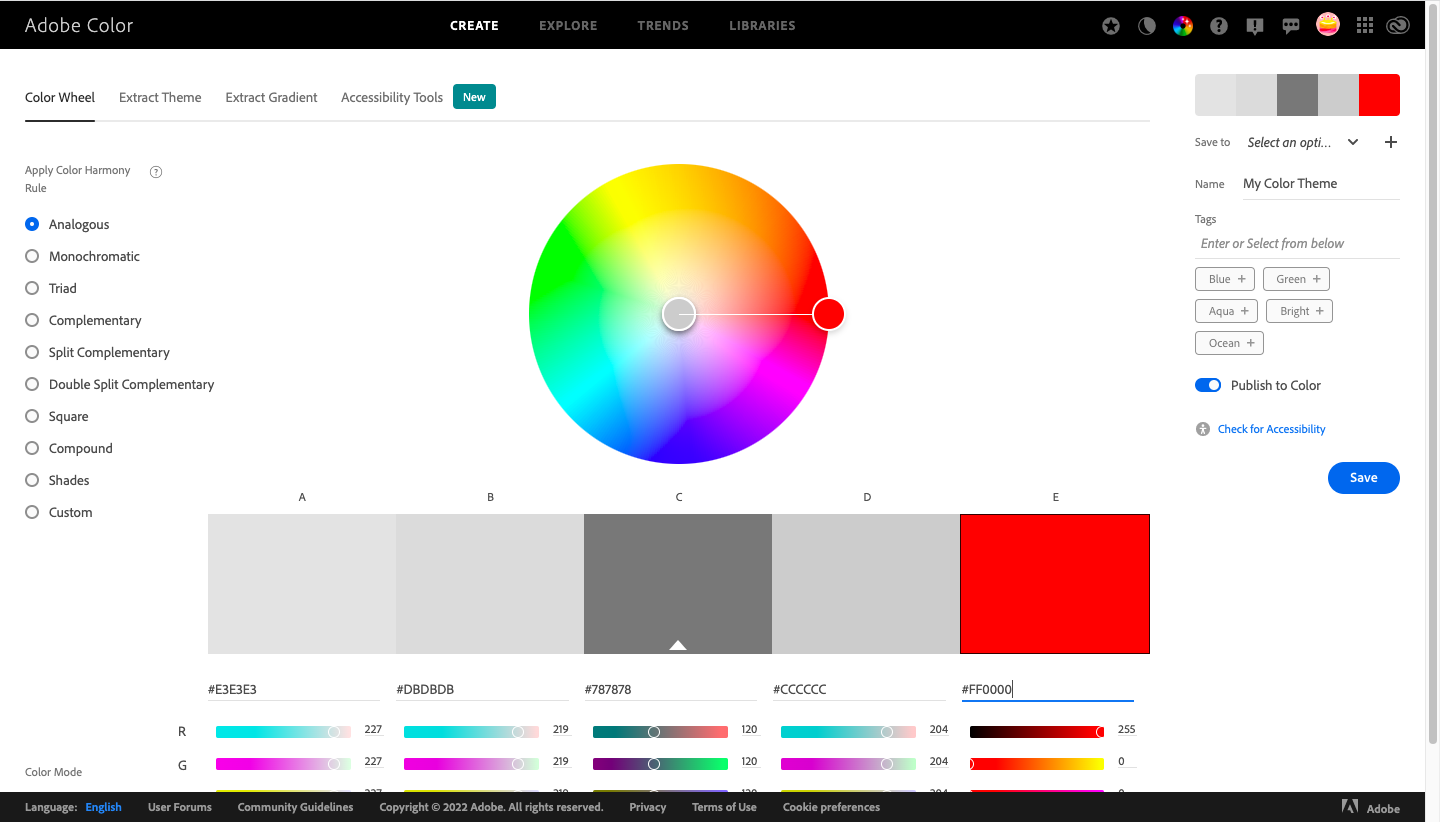 Adobe Color
CREATE EXPLORE TRENDS LIBRARIES
Color Wheel Extract Theme Extract Gradient Accessibility Tools New
Apply Color Harmony
Rule
Analogous
Monochromatic
Triad
Complementary
Split Complementary
Double Split Complementary
Square
Compound
Shades
Custom
Save to Select an opti...
Name My Color Theme
Tags
Enter or Select from below
Blue + Green +
Aqua + Bright +
Ocean +
Publish to Color
Check for Accessibility
Save
A B C D E
#E3E3E3 #DBDBDB #787878 #CCCCCC #FF0000
R 227 219 120 204 255
G 227 219 120 204 0
Color Mode
Language: English User Forums Community Guidelines Copyright © 2022 Adobe. All rights reserved. Privacy Terms of Use Cookie preferences Adobe